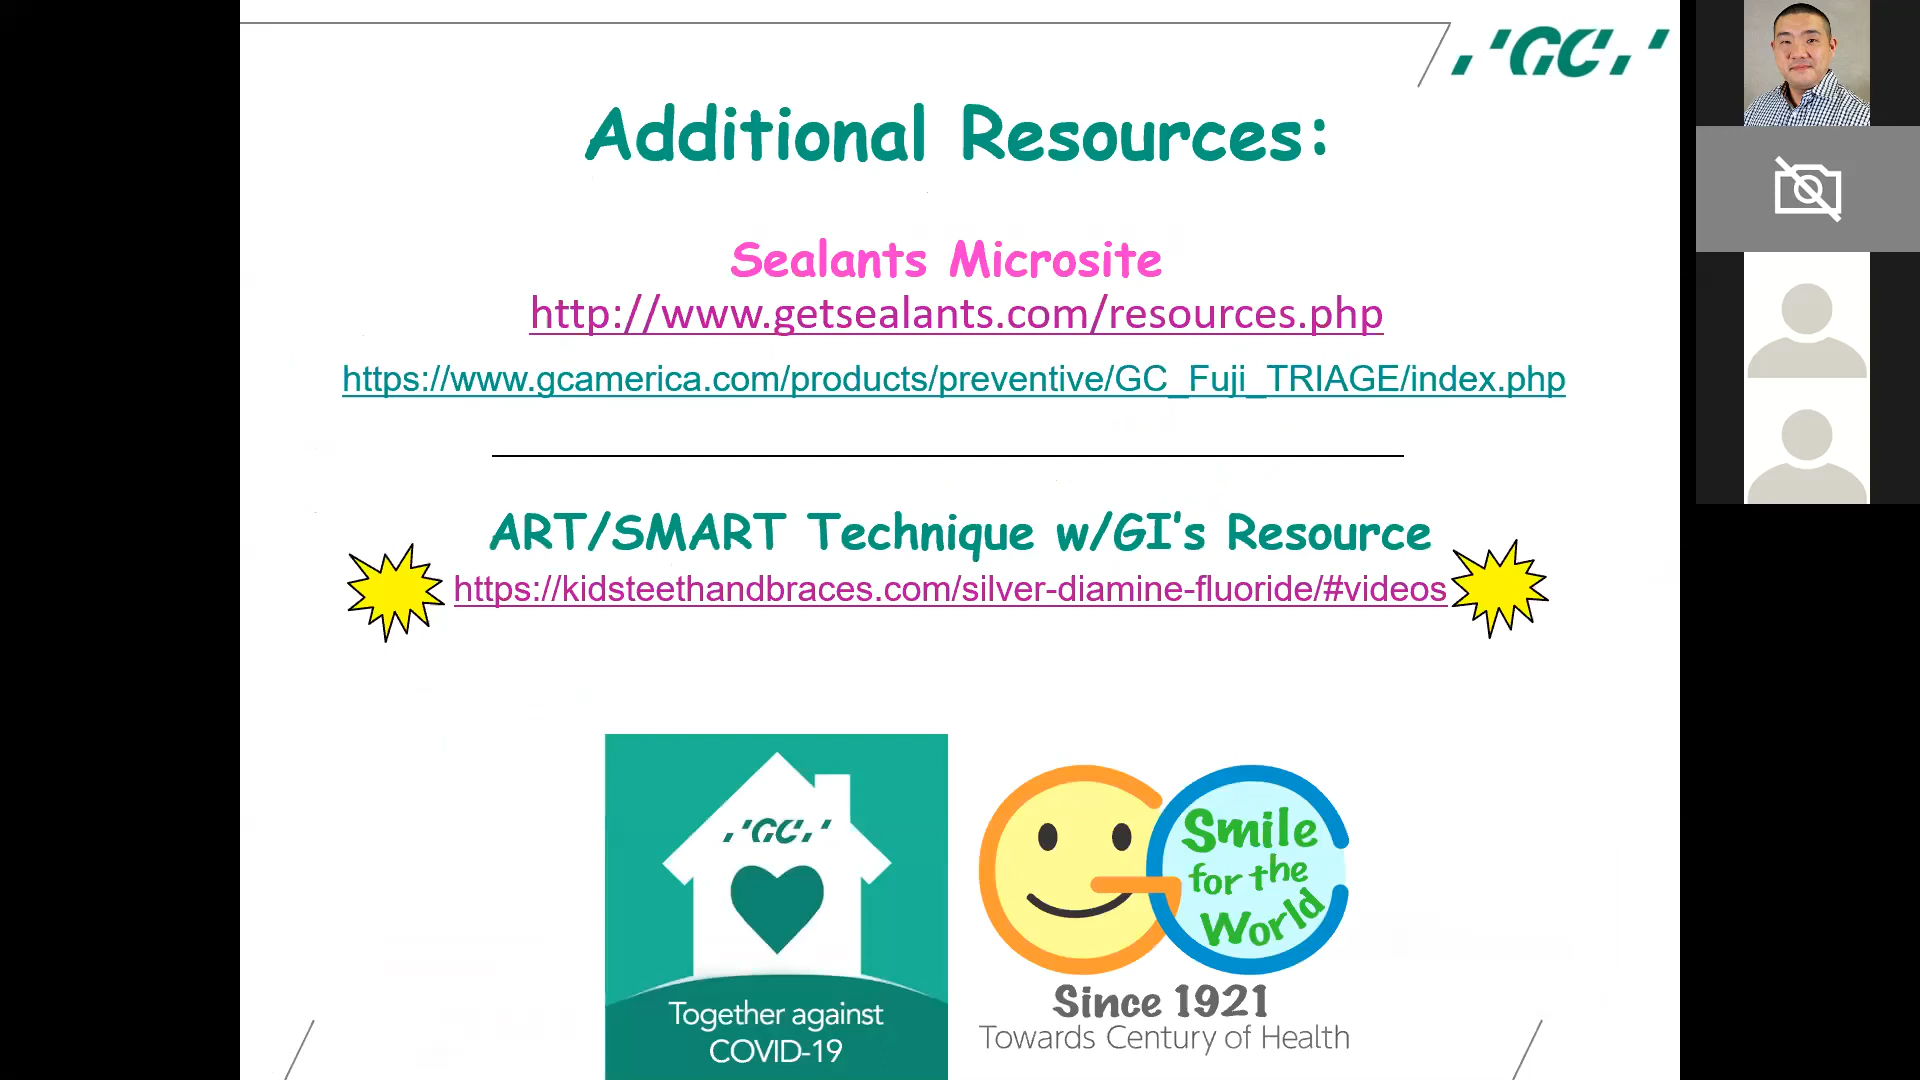 GC
Additional Resources:
Sealants Microsite
http://www.getsealants.com/resources.php
https://www.gcamerica.com/products/preventive/GC_Fuji_TRIAGE/index.php
ART/SMART Technique w/GI's Resource
https://kidsteethandbraces.com/silver-diamine-fluoride/#videos
GC
Together against
COVID-19
Smile
for the
World
Since 1921
Towards Century of Health